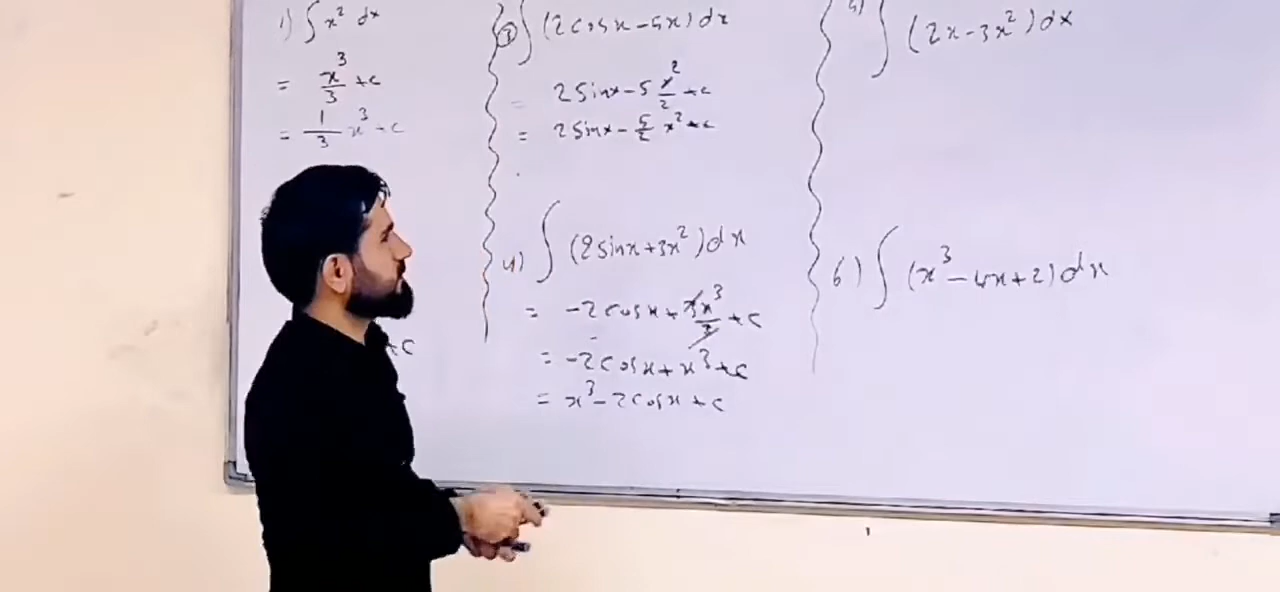 1) ∫ x² dx
= x³/3 +c
= 1/3 x³ +c
+c
3) ∫ (2cosx-5x)dx
= 2sinx-5 x²/2 +c
= 2sinx- 5/2 x² +c
4) ∫ (2sinx+3x²)dx
= -2cosx+ 3x³/3 +c
= -2cosx+x³+c
= x³-2cosx+c
5) ∫ (2x-3x²)dx
6) ∫ (x³-4x+2)dx